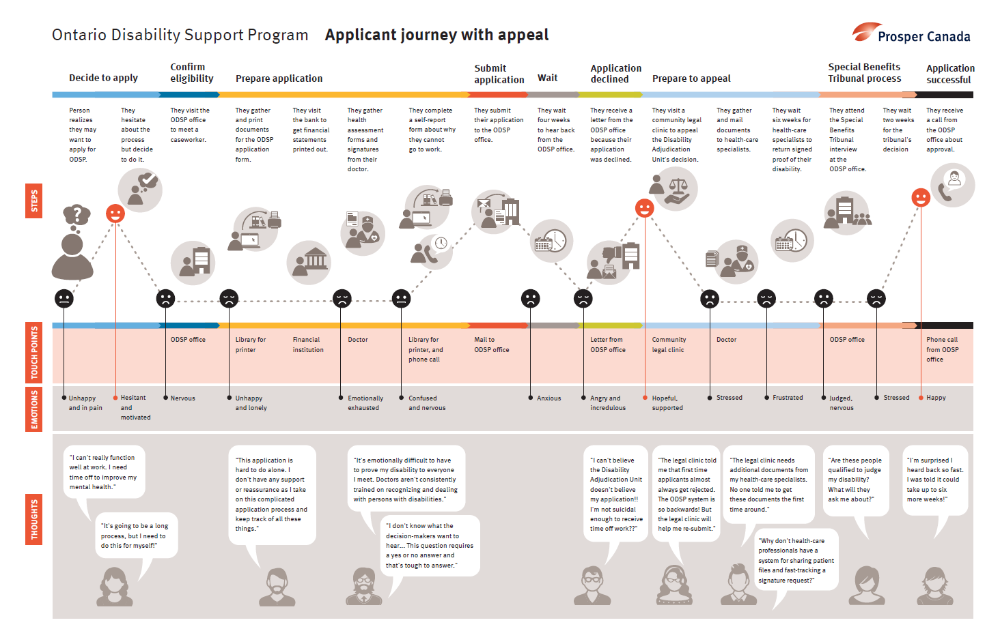 Ontario Disability Support Program Applicant journey with appeal
Prosper Canada
Decide to apply
Confirm
eligibility
Prepare application
Submit
application
Wait
Application
declined
Prepare to appeal
Special Benefits
Tribunal process
Application
successful
Person
realizes
they may
want to
apply for
ODSP.
They
hesitate
about the
process
but decide
to do it.
They visit the
ODSP office
to meet a
caseworker.
They gather
and print
documents
for the ODSP
application
form.
They visit
the bank to
get financial
statements
printed out.
They gather
health
assessment
forms and
signatures
from their
doctor.
They complete
a self-report
form about why
they cannot
go to work.
They submit
their application
to the ODSP
office.
They wait
four weeks
to hear back
from the
ODSP office.
They receive a
letter from the
ODSP office
because their
application
was declined.
They visit a
community legal
clinic to appeal
the Disability
Adjudication
Unit's decision.
They gather
and mail
documents
to health-care
specialists.
They wait
six weeks for
health-care
specialists to
return signed
proof of their
disability.
They attend
the Special
Benefits
Tribunal
interview
at the
ODSP office.
They wait
two weeks
for the
tribunal's
decision
They receive
a call from
the ODSP
office about
approval.
STEPS
?
TOUCH POINTS
ODSP office
Library for
printer
Financial
institution
Doctor
Library for
printer, and
phone call
Mail to
ODSP office
Letter from
ODSP office
Community
legal clinic
Doctor
ODSP office
Phone call
from ODSP
office
EMOTIONS
Unhappy
and in pain
Hesitant
and
motivated
Nervous
Unhappy
and lonely
Emotionally
exhausted
Confused
and nervous
Anxious
Angry and
incredulous
Hopeful,
supported
Stressed
Frustrated
Judged,
nervous
Stressed
Happy
THOUGHTS
"I can't really function
well at work. I need
time off to improve my
mental health."
"It's going to be a long
process, but I need to
do this for myself!"
"This application is
hard to do alone. I
don't have any support
or reassurance as I take
on this complicated
application process and
keep track of all these
things."
"It's emotionally difficult to have
to prove my disability to everyone
I meet. Doctors aren't consistently
trained on recognizing and dealing
with persons with disabilities."
"I don't know what the
decision-makers want to
hear... This question requires
a yes or no answer and
that's tough to answer."
"I can't believe
the Disability
Adjudication Unit
doesn't believe
my application!!
I'm not suicidal
enough to receive
time off work??"
"The legal clinic told
me that first time
applicants almost
always get rejected.
The ODSP system is
so backwards! But
the legal clinic will
help me re-submit."
"The legal clinic needs
additional documents from
my health-care specialists.
No one told me to get
these documents the first
time around."
"Why don't health-care
professionals have a
system for sharing patient
files and fast-tracking a
signature request?"
"Are these people
qualified to judge
my disability?
What will they
ask me about?"
"I'm surprised I
heard back so fast.
I was told it could
take up to six
more weeks!"